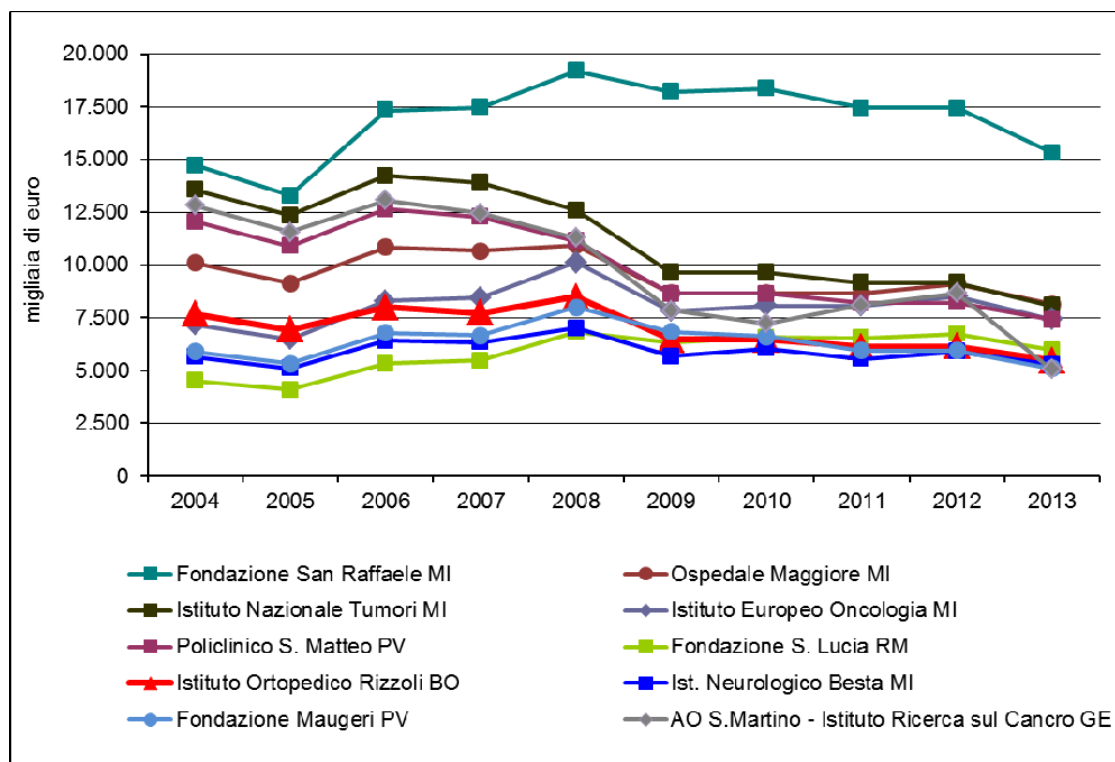 migliaia di euro
20.000
17.500
15.000
12.500
10.000
7.500
5.000
2.500
0
2004 2005 2006 2007 2008 2009 2010 2011 2012 2013
Fondazione San Raffaele MI Ospedale Maggiore MI
Istituto Nazionale Tumori MI Istituto Europeo Oncologia MI
Policlinico S. Matteo PV Fondazione S. Lucia RM
Istituto Ortopedico Rizzoli BO Ist. Neurologico Besta MI
Fondazione Maugeri PV AO S.Martino - Istituto Ricerca sul Cancro GE